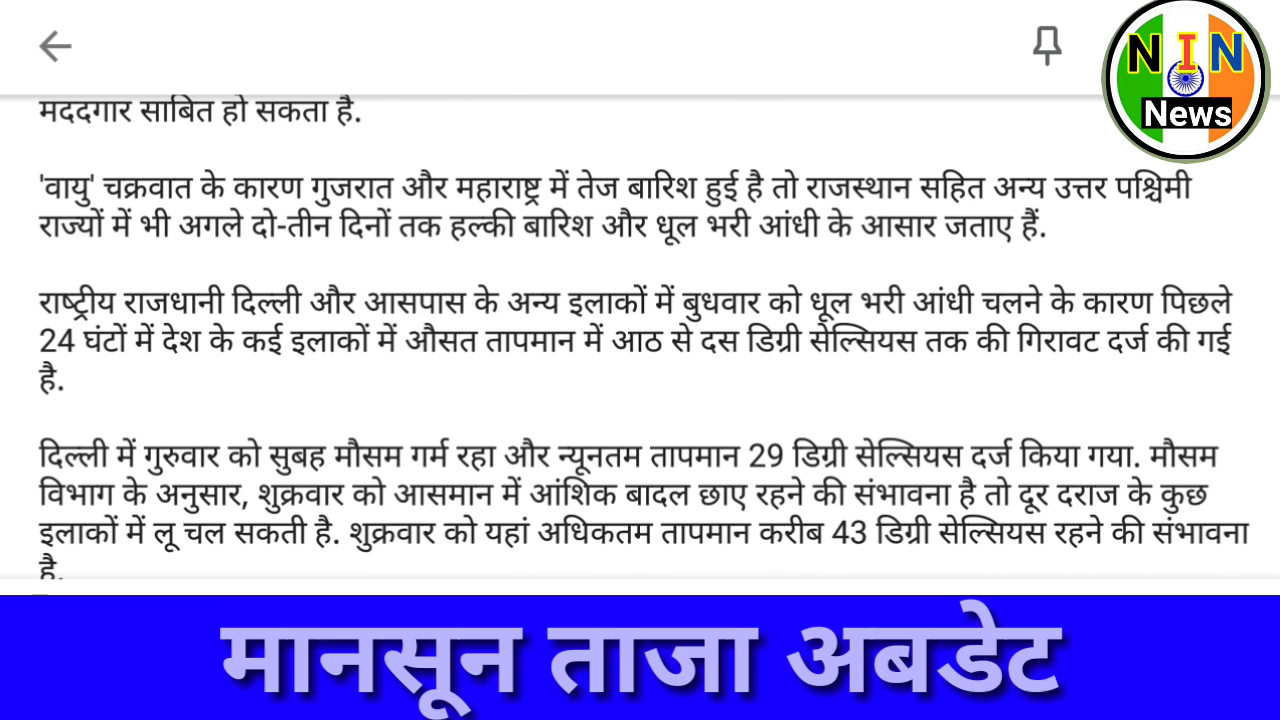 NIN
News
मददगार साबित हो सकता है.
'वायु' चक्रवात के कारण गुजरात और महाराष्ट्र में तेज बारिश हुई है तो राजस्थान सहित अन्य उत्तर पश्चिमी
राज्यों में भी अगले दो-तीन दिनों तक हल्की बारिश और धूल भरी आंधी के आसार जताए हैं.
राष्ट्रीय राजधानी दिल्ली और आसपास के अन्य इलाकों में बुधवार को धूल भरी आंधी चलने के कारण पिछले
24 घंटों में देश के कई इलाकों में औसत तापमान में आठ से दस डिग्री सेल्सियस तक की गिरावट दर्ज की गई
है.
दिल्ली में गुरुवार को सुबह मौसम गर्म रहा और न्यूनतम तापमान 29 डिग्री सेल्सियस दर्ज किया गया. मौसम
विभाग के अनुसार, शुक्रवार को आसमान में आंशिक बादल छाए रहने की संभावना है तो दूर दराज के कुछ
इलाकों में लू चल सकती है. शुक्रवार को यहां अधिकतम तापमान करीब 43 डिग्री सेल्सियस रहने की संभावना
है.
मानसून ताजा अबडेट